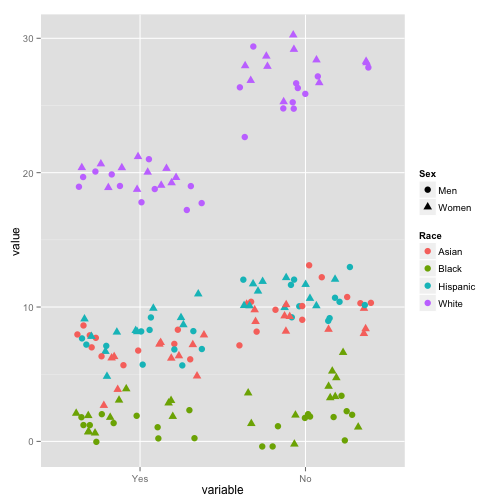 30
20
10
0
value
Yes
No
variable
Sex
Men
Women
Race
Asian
Black
Hispanic
White